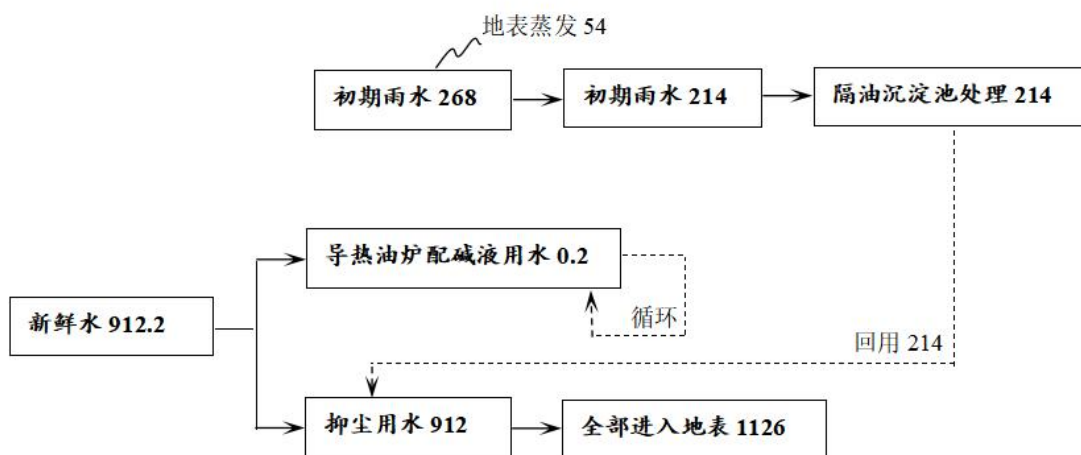 地表蒸发 54
初期雨水 268
初期雨水 214
隔油沉淀池处理 214
导热油炉配碱液用水 0.2
新鲜水 912.2
循环
回用 214
抑尘用水 912
全部进入地表 1126